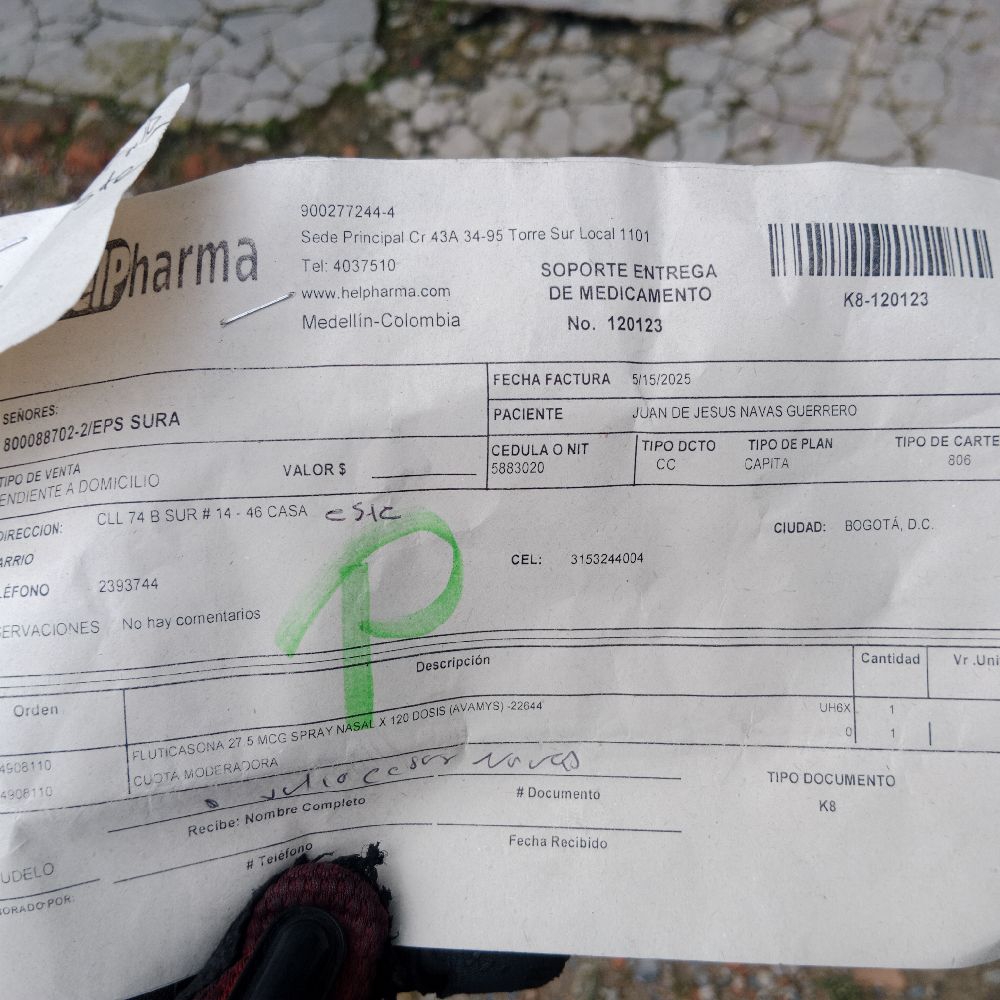 Pharma
900277244-4
Sede Principal Cr 43A 34-95 Torre Sur Local 1101
Tel: 4037510
www.helpharma.com
Medellín-Colombia
SOPORTE ENTREGA
DE MEDICAMENTO
No. 120123
K8-120123
SEÑORES:
800088702-2/EPS SURA
FECHA FACTURA 5/15/2025
PACIENTE JUAN DE JESUS NAVAS GUERRERO
CEDULA O NIT TIPO DCTO TIPO DE PLAN TIPO DE CARTE
5883020 CC CAPITA 806
TIPO DE VENTA VALOR $
ENDIENTE A DOMICILIO
DIRECCION: CLL 74 B SUR # 14 - 46 CASA
CIUDAD: BOGOTÁ, D.C.
ARRIO
CEL: 3153244004
LÉFONO 2393744
SERVACIONES No hay comentarios
P
Orden Descripción Cantidad Vr .Uni
4908110 FLUTICASONA 27.5 MCG SPRAY NASAL X 120 DOSIS (AVAMYS) -22644 UH6X 1
4908110 CUOTA MODERADORA 0 1
Navas
Recibe: Nombre Completo # Documento
TIPO DOCUMENTO
K8
# Teléfono Fecha Recibido
UDELO
ORADO POR: